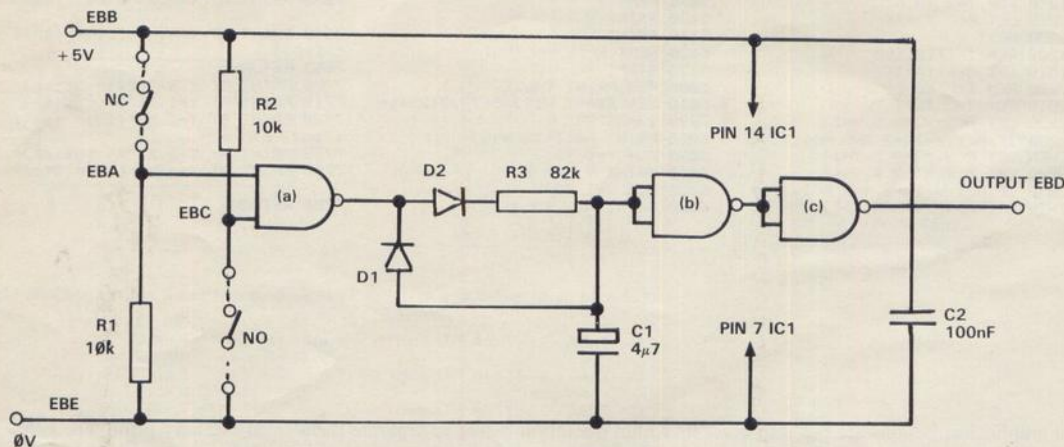 EBB
+5V
NC
R2
10k
PIN 14 IC1
EBA
(a)
D2
R3 82k
(b)
(c)
OUTPUT EBD
EBC
D1
R1
10k
NO
C1
4µ7
PIN 7 IC1
C2
100nF
EBE
0V